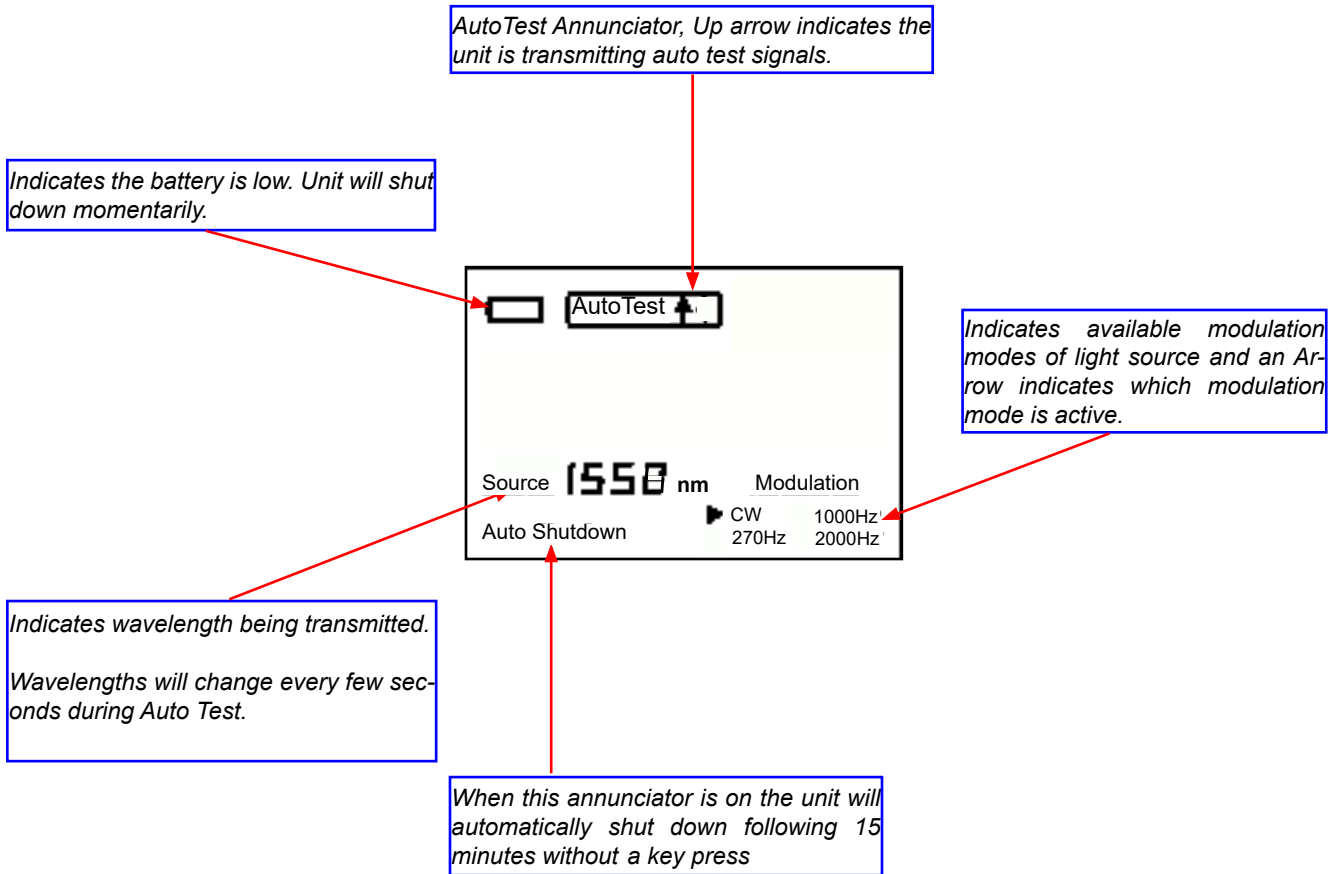 AutoTest Annunciator, Up arrow indicates the
unit is transmitting auto test signals.
Indicates the battery is low. Unit will shut
down momentarily.
AutoTest
Indicates available modulation
modes of light source and an Ar-
row indicates which modulation
mode is active.
Source 1550 nm Modulation
CW 1000Hz
Auto Shutdown
270Hz 2000Hz
Indicates wavelength being transmitted.
Wavelengths will change every few sec-
onds during Auto Test.
When this annunciator is on the unit will
automatically shut down following 15
minutes without a key press